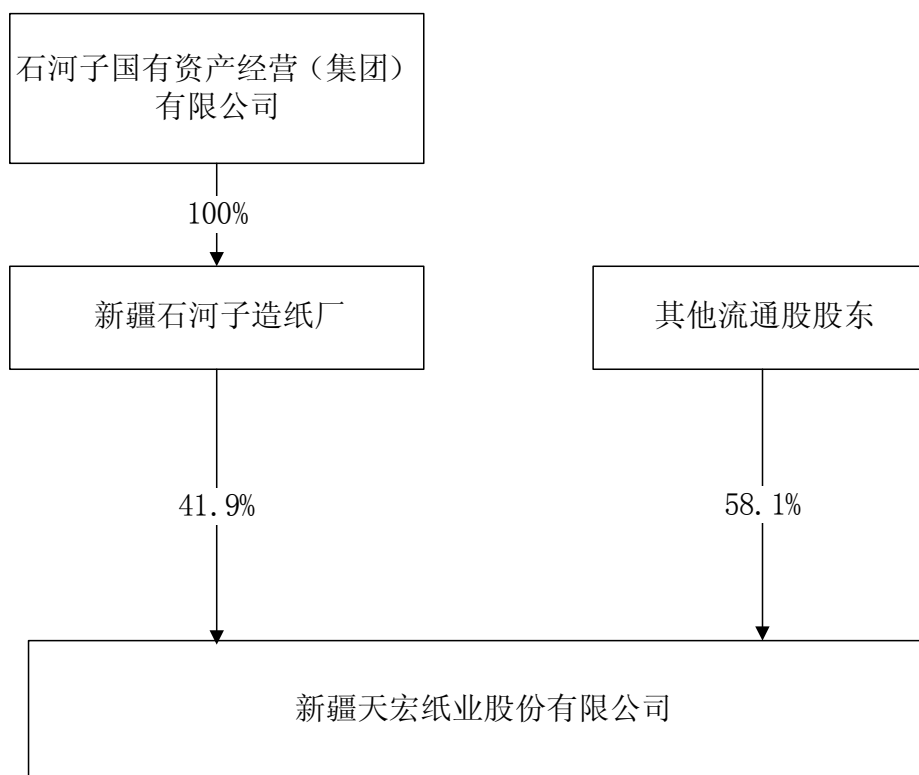 石河子国有资产经营（集团）
有限公司
100%
新疆石河子造纸厂
其他流通股股东
41.9%
58.1%
新疆天宏纸业股份有限公司